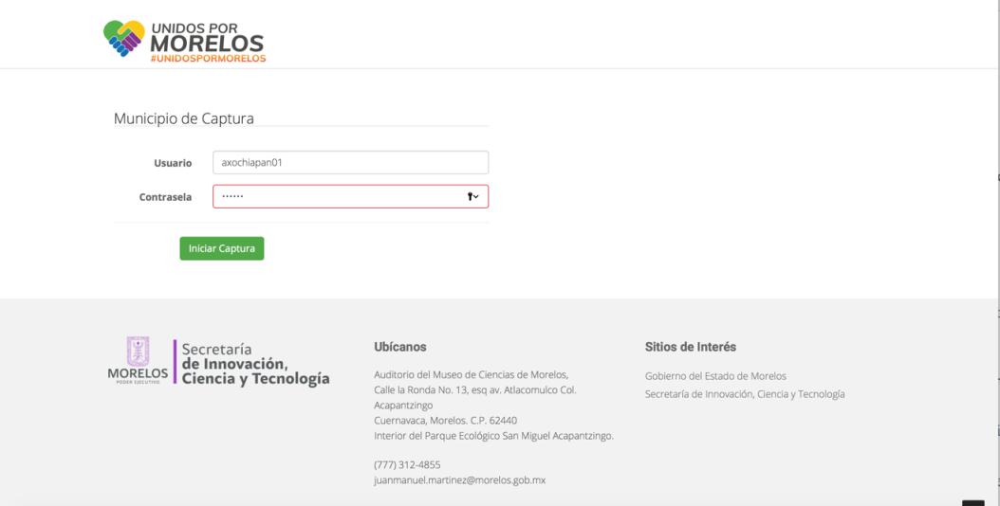 UNIDOS POR
MORELOS
#UNIDOSPORMORELOS
Municipio de Captura
Usuario
axochiapan01
Contrasela
Iniciar Captura
MORELOS
PODER EJECUTIVO
Secretaría
de Innovación,
Ciencia y Tecnología
Ubícanos
Auditorio del Museo de Ciencias de Morelos,
Calle la Ronda No. 13, esq av. Atlacomulco Col.
Acapantzingo
Cuernavaca, Morelos. C.P. 62440
Interior del Parque Ecológico San Miguel Acapantzingo.
(777) 312-4855
juanmanuel.martinez@morelos.gob.mx
Sitios de Interés
Gobierno del Estado de Morelos
Secretaría de Innovación, Ciencia y Tecnología